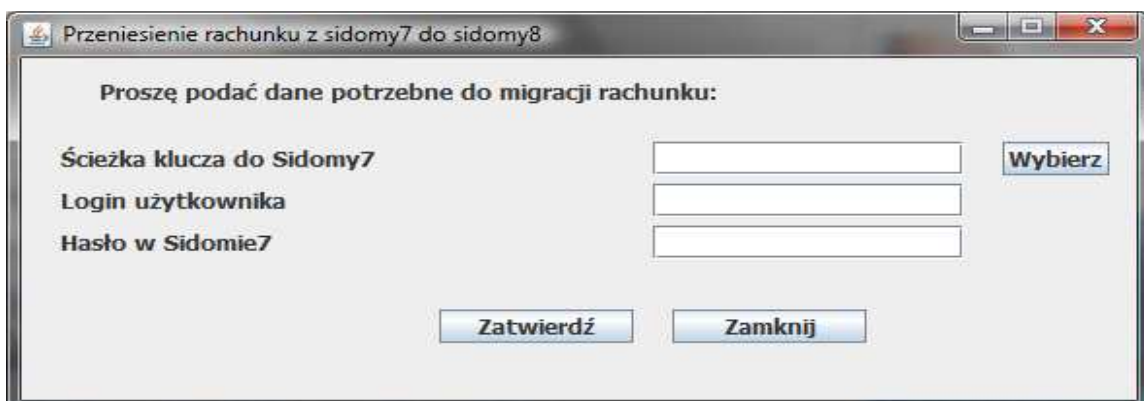 Przeniesienie rachunku z sidomy7 do sidomy8
Proszę podać dane potrzebne do migracji rachunku:
Ścieżka klucza do Sidomy7 Wybierz
Login użytkownika
Hasło w Sidomie7
Zatwierdź Zamknij